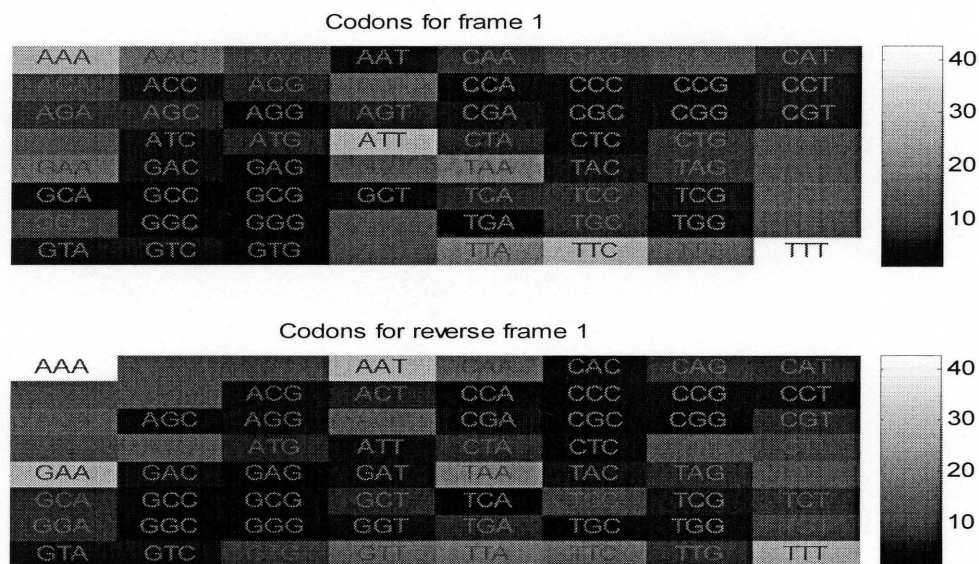 Codons for frame 1
AAA AAC AAT CAA CAC CAT 40
ACC ACG CCA CCC CCG CCT
AGA AGC AGG AGT CGA CGC CGG CGT 30
ATC ATG ATT CTA CTC CTG
GAA GAC GAG TAA TAC TAG 20
GCA GCC GCG GCT TCA TCC TCG
GGA GGC GGG TGA TGC TGG 10
GTA GTC GTG TTA TTC TTG TTT
Codons for reverse frame 1
AAA AAT CAA CAC CAG CAT 40
ACG ACT CCA CCC CCG CCT
AGC AGG CGA CGC CGG CGT 30
ATG ATT CTA CTC
GAA GAC GAG GAT TAA TAC TAG 20
GCA GCC GCG GCT TCA TCG TCT
GGA GGC GGG GGT TGA TGC TGG 10
GTA GTC GTT TTA TTC TTG TTT